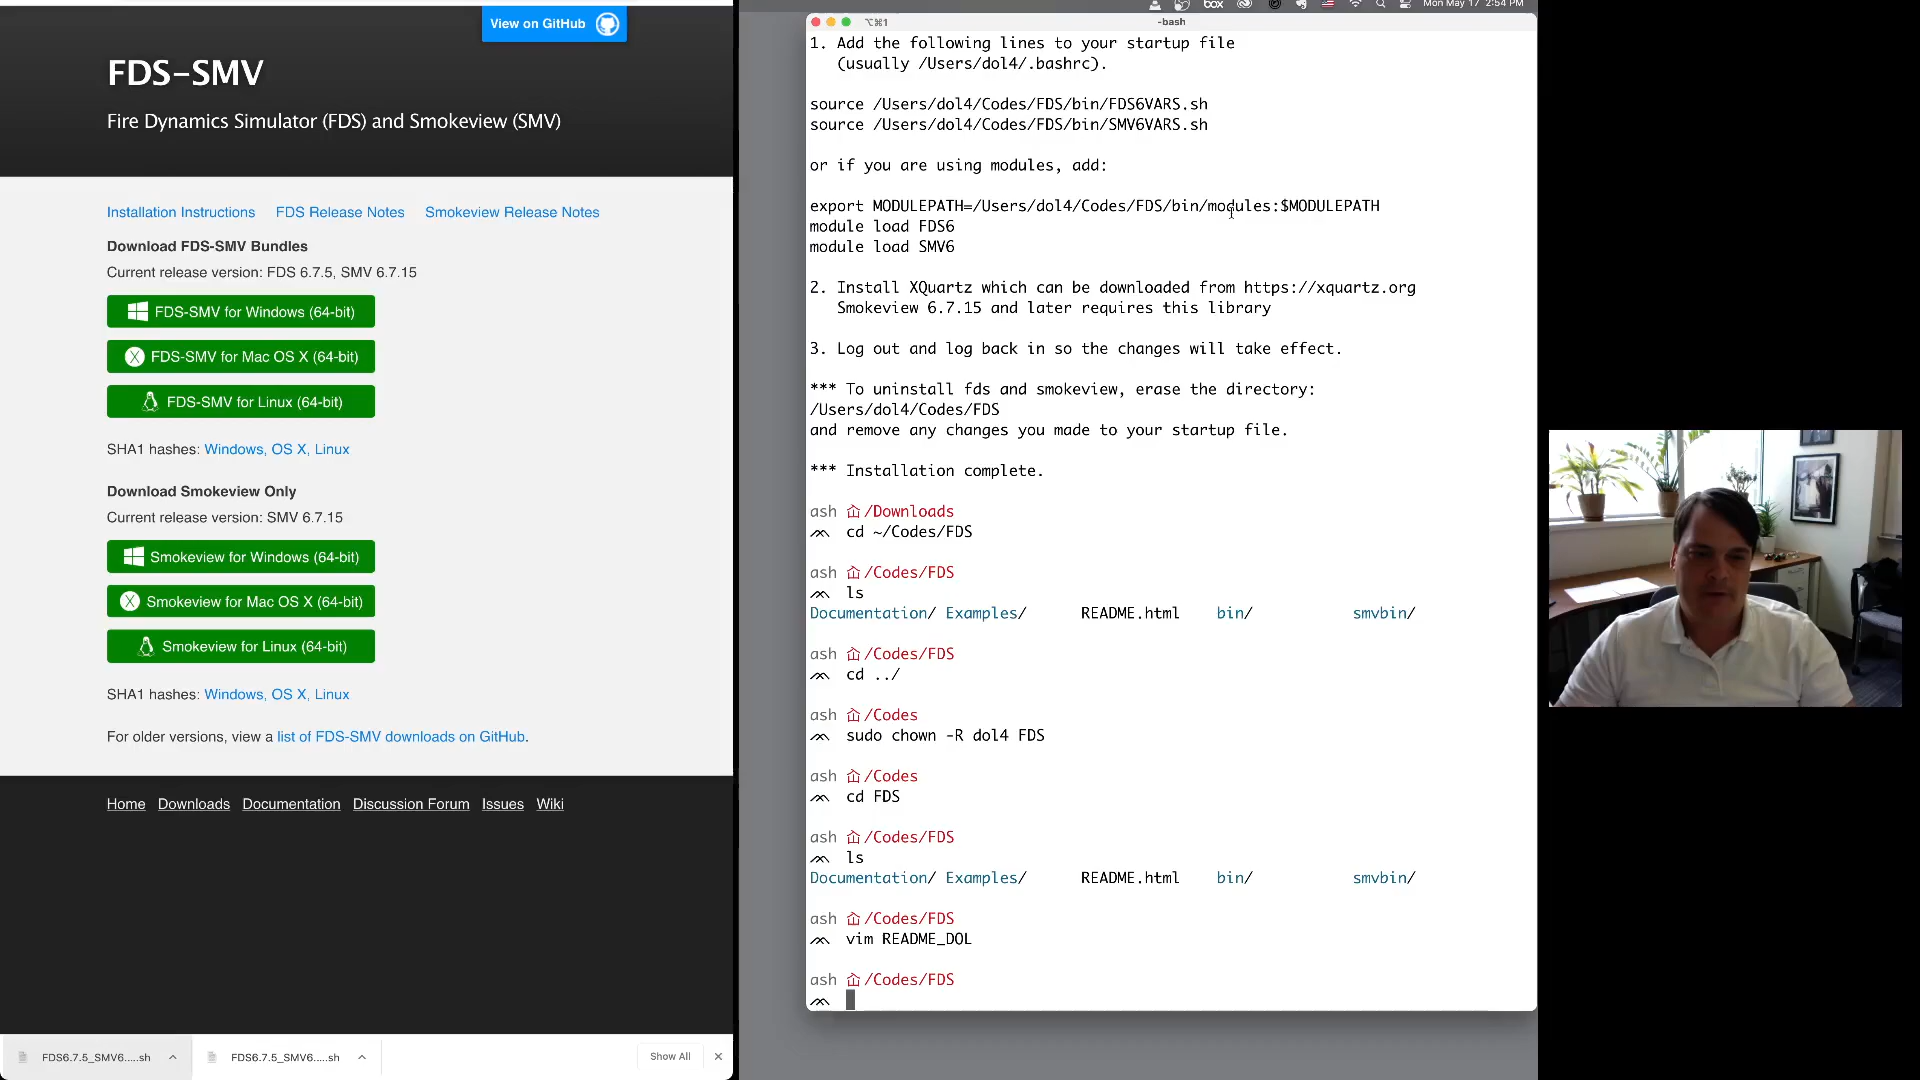 View on GitHub
FDS-SMV
Fire Dynamics Simulator (FDS) and Smokeview (SMV)
Installation Instructions FDS Release Notes Smokeview Release Notes
Download FDS-SMV Bundles
Current release version: FDS 6.7.5, SMV 6.7.15
FDS-SMV for Windows (64-bit)
FDS-SMV for Mac OS X (64-bit)
FDS-SMV for Linux (64-bit)
SHA1 hashes: Windows, OS X, Linux
Download Smokeview Only
Current release version: SMV 6.7.15
Smokeview for Windows (64-bit)
Smokeview for Mac OS X (64-bit)
Smokeview for Linux (64-bit)
SHA1 hashes: Windows, OS X, Linux
For older versions, view a list of FDS-SMV downloads on GitHub.
Home Downloads Documentation Discussion Forum Issues Wiki
FDS6.7.5_SMV6.....sh FDS6.7.5_SMV6.....sh Show All
box Mon May 17 2:54 PM
⌥⌘1 -bash
1. Add the following lines to your startup file
(usually /Users/dol4/.bashrc).
source /Users/dol4/Codes/FDS/bin/FDS6VARS.sh
source /Users/dol4/Codes/FDS/bin/SMV6VARS.sh
or if you are using modules, add:
export MODULEPATH=/Users/dol4/Codes/FDS/bin/modules:$MODULEPATH
module load FDS6
module load SMV6
2. Install XQuartz which can be downloaded from https://xquartz.org
Smokeview 6.7.15 and later requires this library
3. Log out and log back in so the changes will take effect.
*** To uninstall fds and smokeview, erase the directory:
/Users/dol4/Codes/FDS
and remove any changes you made to your startup file.
*** Installation complete.
ash /Downloads
cd ~/Codes/FDS
ash /Codes/FDS
ls
Documentation/ Examples/ README.html bin/ smvbin/
ash /Codes/FDS
cd ../
ash /Codes
sudo chown -R dol4 FDS
ash /Codes
cd FDS
ash /Codes/FDS
ls
Documentation/ Examples/ README.html bin/ smvbin/
ash /Codes/FDS
vim README_DOL
ash /Codes/FDS